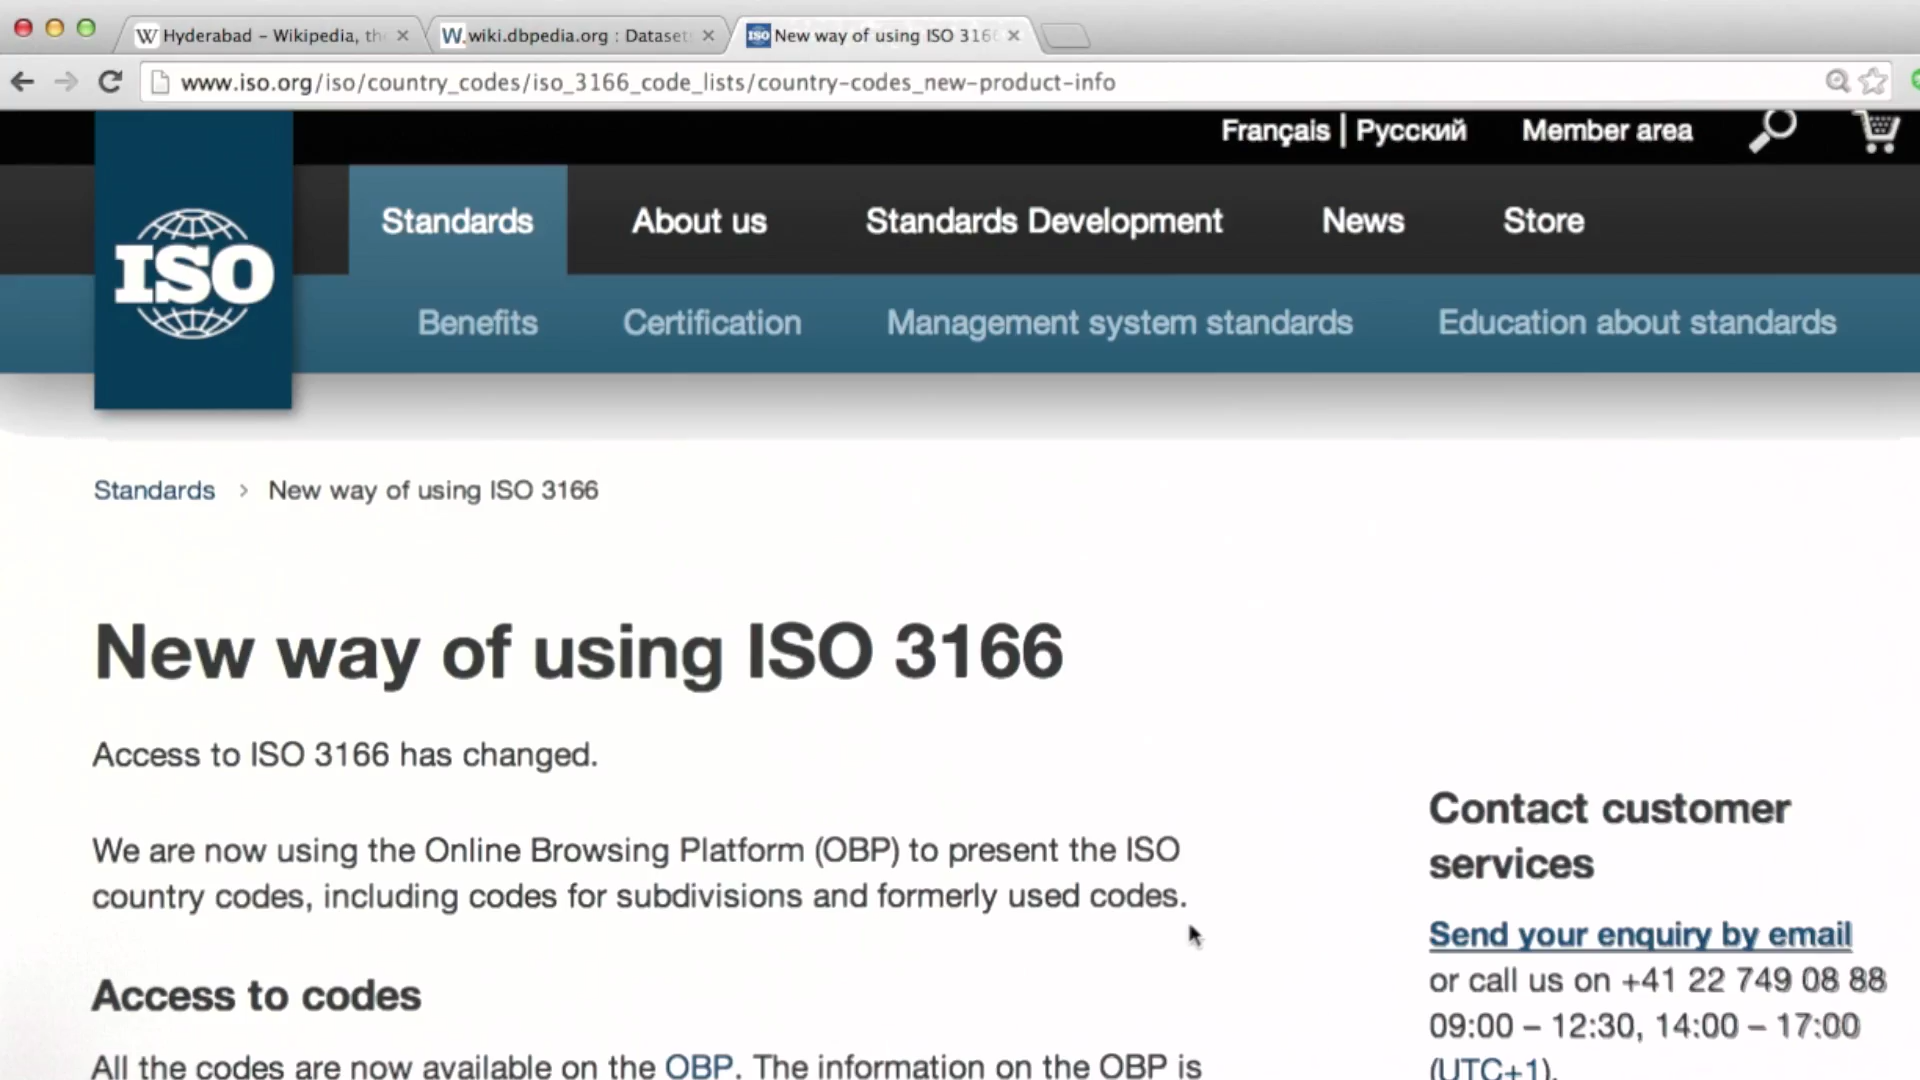 Hyderabad – Wikipedia, th
wiki.dbpedia.org : Dataset
New way of using ISO 316
www.iso.org/iso/country_codes/iso_3166_code_lists/country-codes_new-product-info
Français | Русский
Member area
Standards
About us
Standards Development
News
Store
ISO
Benefits
Certification
Management system standards
Education about standards
Standards › New way of using ISO 3166
New way of using ISO 3166
Access to ISO 3166 has changed.
We are now using the Online Browsing Platform (OBP) to present the ISO
country codes, including codes for subdivisions and formerly used codes.
Access to codes
All the codes are now available on the OBP. The information on the OBP is
Contact customer
services
Send your enquiry by email
or call us on +41 22 749 08 88
09:00 – 12:30, 14:00 – 17:00
(UTC+1).